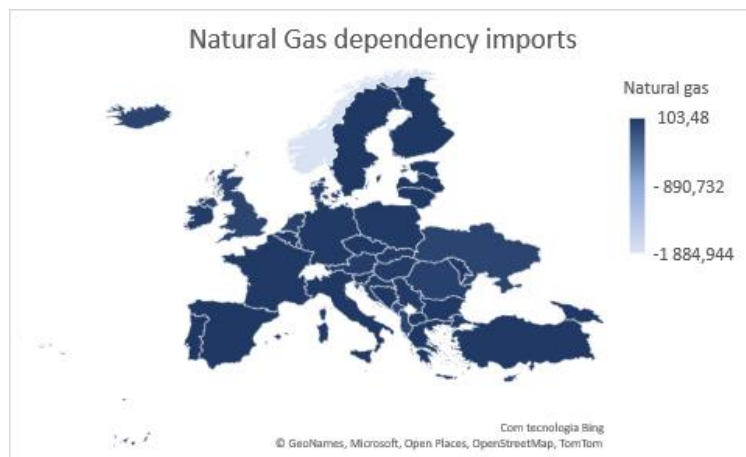 Natural Gas dependency imports
Natural gas
103,48
- 890,732
-1 884,944
Com tecnologia Bing
© GeoNames, Microsoft, Open Places, OpenStreetMap, TomTom